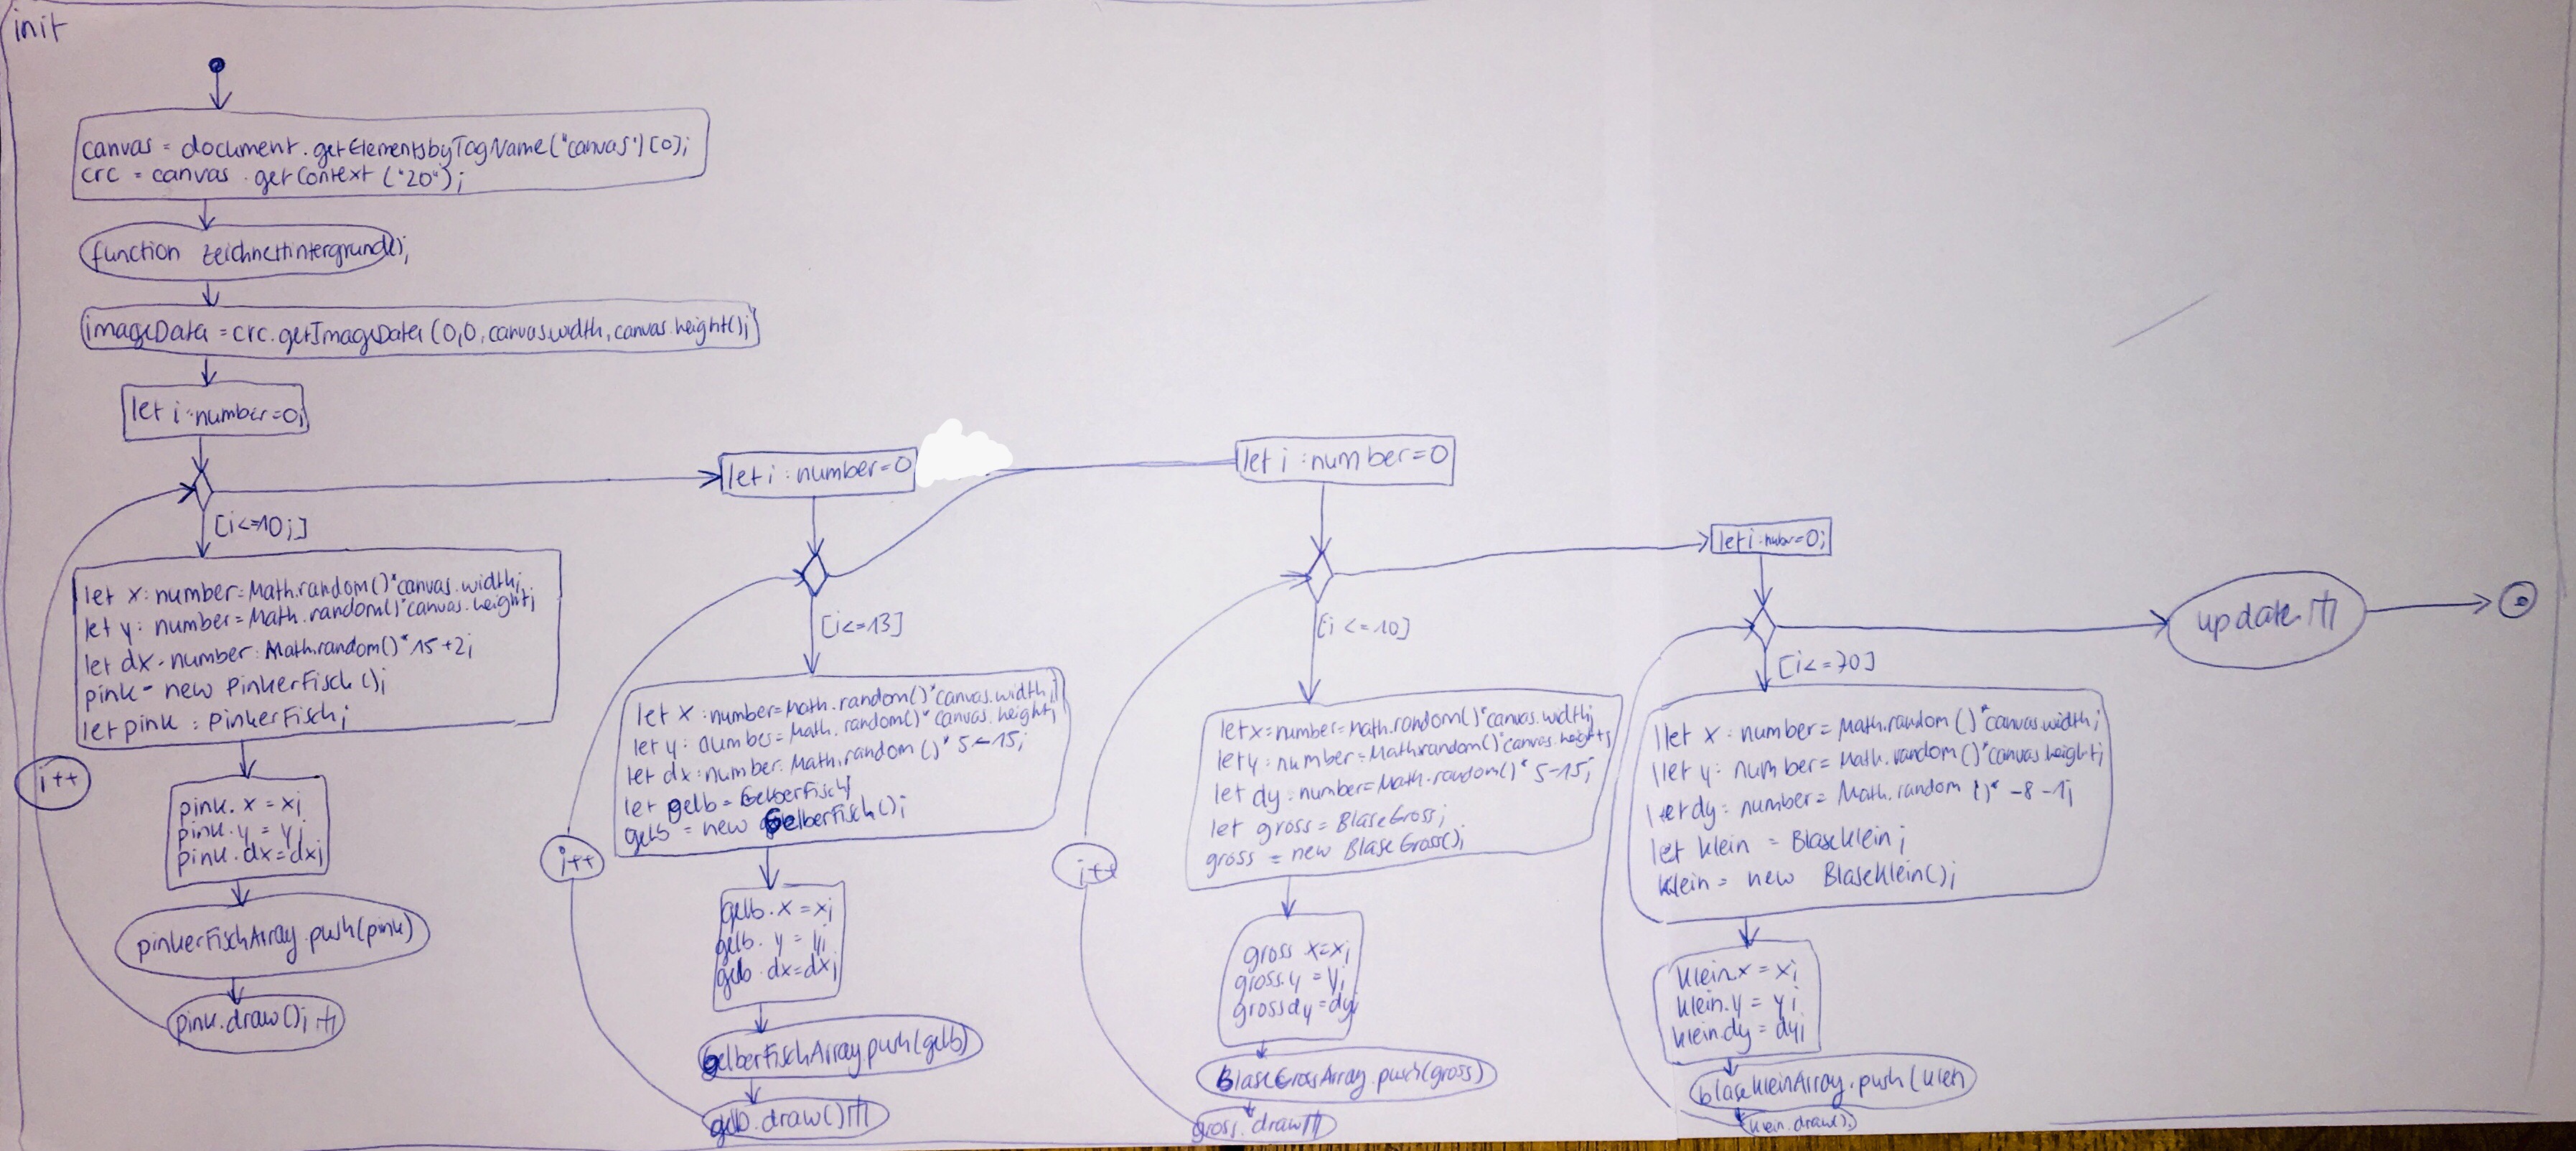 init
canvas = document.getElementsbyTagName("canvas")[0];
crc = canvas.getContext("2D");
function zeichneHintergrund();
imageData = crc.getImageData(0,0,canvas.width,canvas.height();
let i:number=0;
[i<=10;]
let x:number=Math.random()*canvas.width;
let y:number=Math.random()*canvas.height;
let dx-number:Math.random()*15+2;
pink = new PinkerFisch();
let pink : PinkerFisch;
i++
pink.x = x;
pink.y = y;
pink.dx=dx;
pinkerFischArray.push(pink)
pink.draw();
let i:number=0
[i<=13]
let x:number=Math.random()*canvas.width;
let y:number=Math.random()*canvas.height;
let dx:number:Math.random()*5-15;
let gelb = GelberFisch;
gelb = new GelberFisch();
i++
gelb.x=x;
gelb.y=y;
gelb.dx=dx;
gelberFischArray.push(gelb)
gelb.draw()
let i:number=0
[i<=10]
let x:number=Math.random()*canvas.width;
let y:number=Math.random()*canvas.height;
let dy:number=Math.random()*5-15;
let gross = BlaseGross;
gross = new BlaseGross();
i++
gross x=x;
gross.y=y;
gross dy=dy;
blaseGrossArray.push(gross)
gross.draw
let i:number=0;
[i<=70]
let x:number=Math.random()*canvas.width;
let y:number=Math.random()*canvas.height;
let dy:number=Math.random()*-8-1;
let klein = BlaseKlein;
klein = new BlaseKlein();
klein.x=x;
klein.y=y;
klein.dy=dy;
blaseKleinArray.push(klein
klein.draw();
update